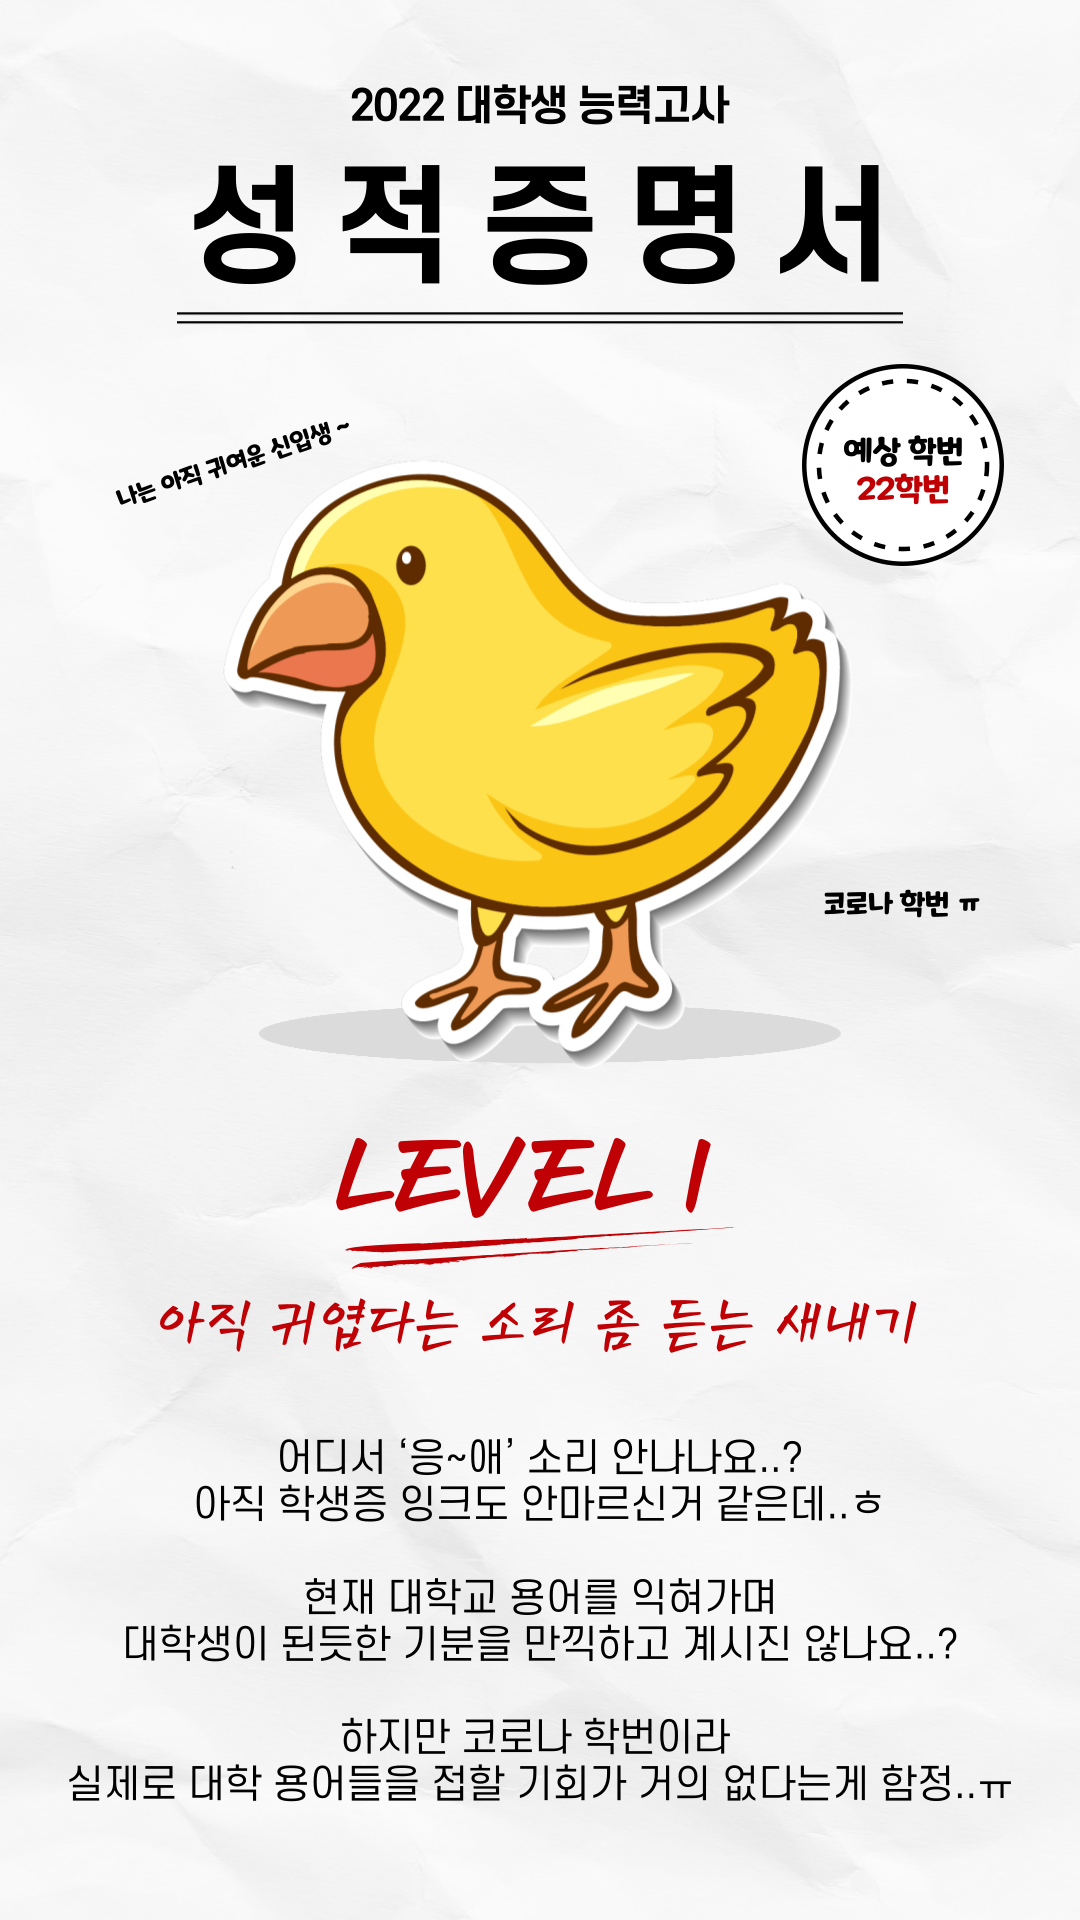 2022 대학생 능력고사
성적증명서
나는 아직 귀여운 신입생 ~
예상 학번
22학번
코로나 학번 ㅠ
LEVEL 1
아직 귀엽다는 소리 좀 듣는 새내기
어디서 ‘응~애’ 소리 안나나요..?
아직 학생증 잉크도 안마르신거 같은데..ㅎ
현재 대학교 용어를 익혀가며
대학생이 된듯한 기분을 만끽하고 계시진 않나요..?
하지만 코로나 학번이라
실제로 대학 용어들을 접할 기회가 거의 없다는게 함정..ㅠ